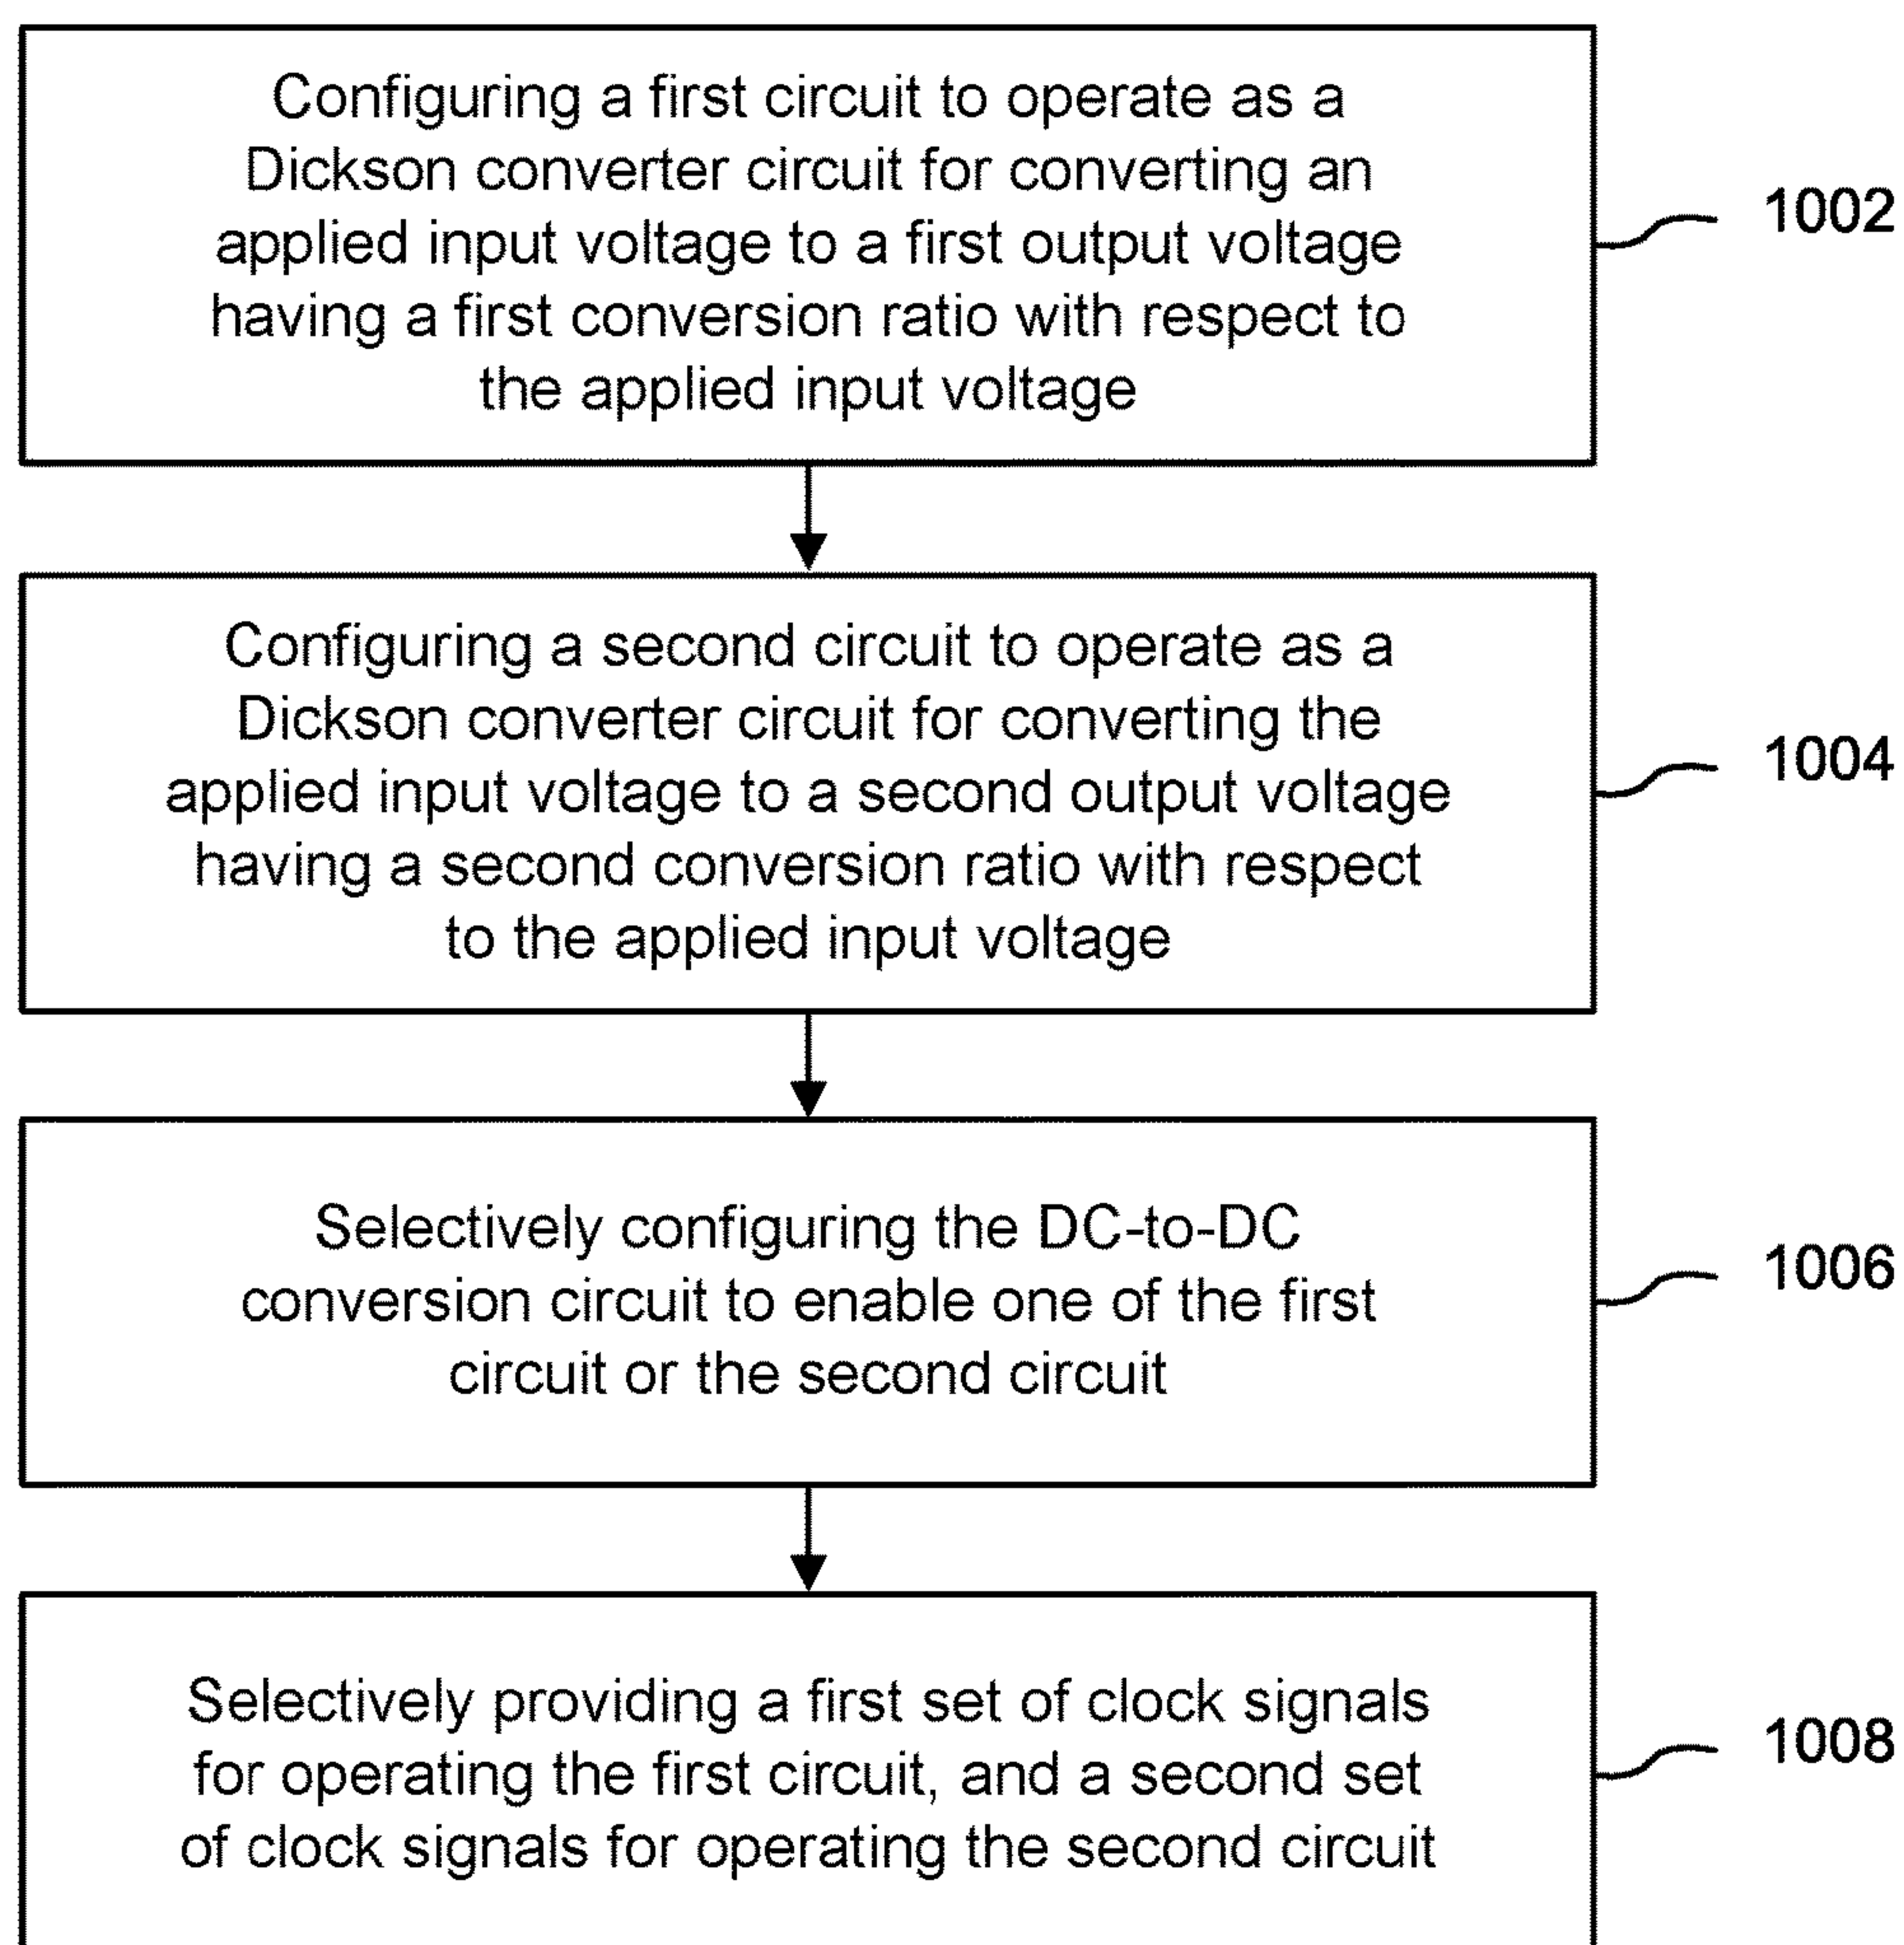 Configuring a first circuit to operate as a
Dickson converter circuit for converting an
applied input voltage to a first output voltage
having a first conversion ratio with respect to
the applied input voltage
1002
Configuring a second circuit to operate as a
Dickson converter circuit for converting the
applied input voltage to a second output voltage
having a second conversion ratio with respect
to the applied input voltage
1004
Selectively configuring the DC-to-DC
conversion circuit to enable one of the first
circuit or the second circuit
1006
Selectively providing a first set of clock signals
for operating the first circuit, and a second set
of clock signals for operating the second circuit
1008